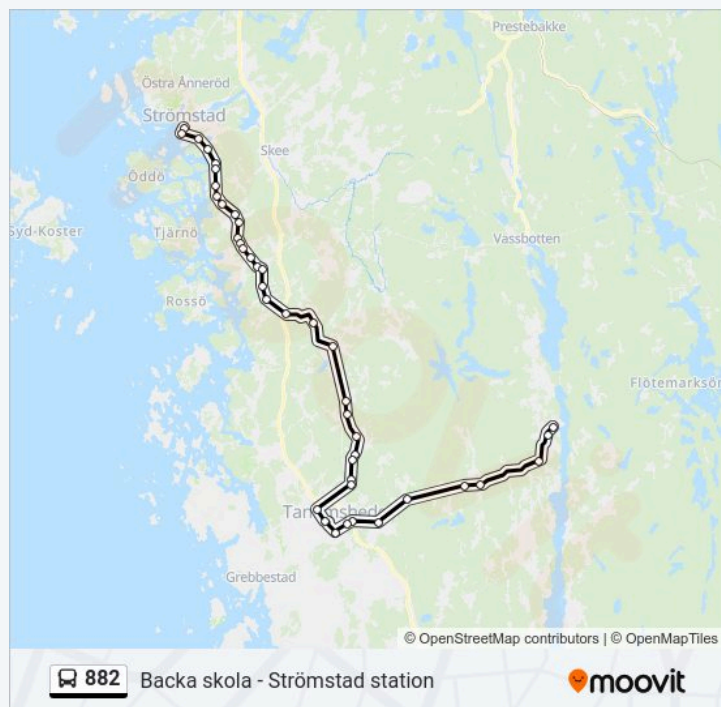 Prestebakke
Östra Änneröd
Strömstad
Skee
Öddö
Syd-Koster
Tjärnö
Vassbotten
Rossö
Flötemarksön
Grebbestad
© OpenStreetMap contributors | © OpenMapTiles
882 Backa skola - Strömstad station moovit